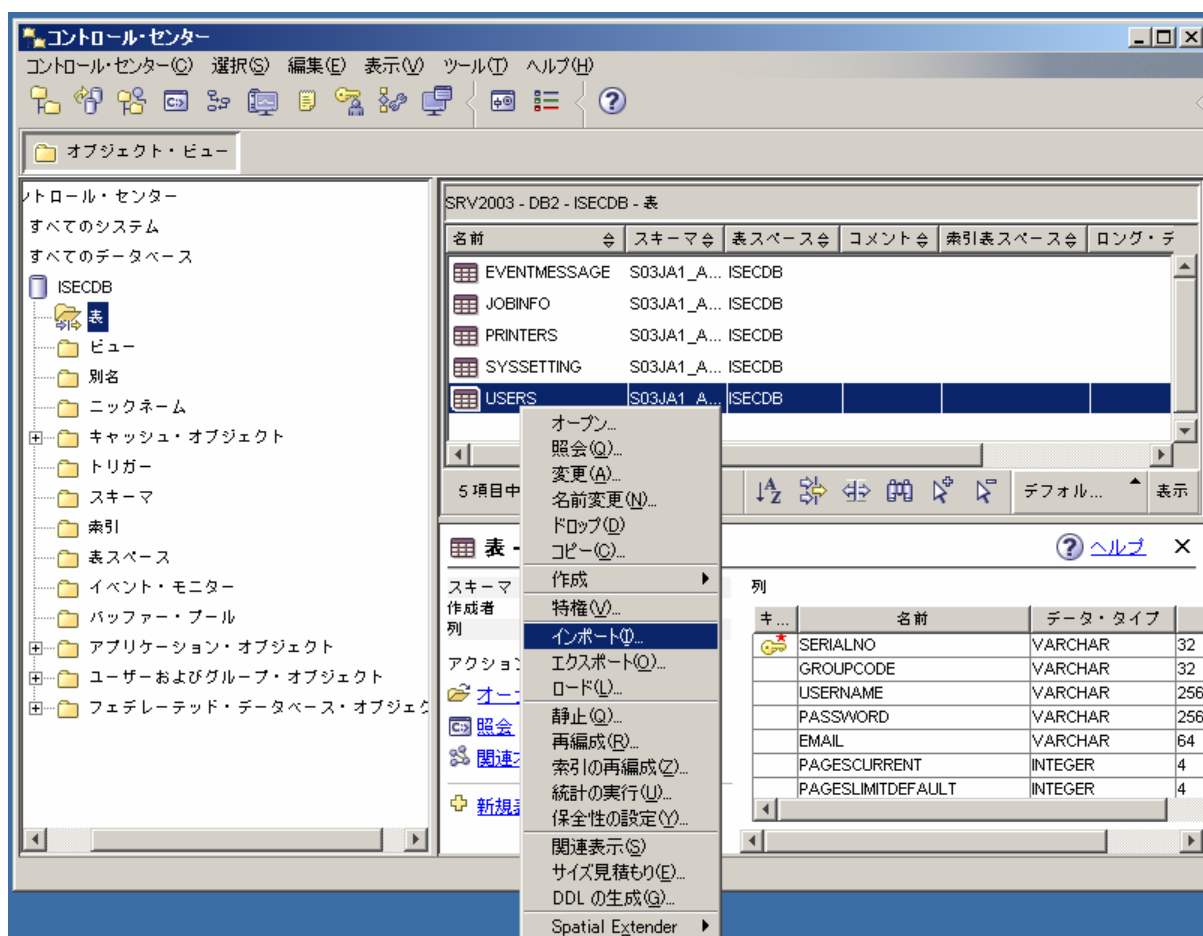 コントロール・センター
コントロール・センター(C) 選択(S) 編集(E) 表示(V) ツール(T) ヘルプ(H)
オブジェクト・ビュー
トロール・センター
すべてのシステム
すべてのデータベース
ISECDB
表
ビュー
別名
ニックネーム
キャッシュ・オブジェクト
トリガー
スキーマ
索引
表スペース
イベント・モニター
バッファー・プール
アプリケーション・オブジェクト
ユーザーおよびグループ・オブジェクト
フェデレーテッド・データベース・オブジェク
SRV2003 - DB2 - ISECDB - 表
名前 スキーマ 表スペース コメント 索引表スペース ロング・デ
EVENTMESSAGE S03JA1_A... ISECDB
JOBINFO S03JA1_A... ISECDB
PRINTERS S03JA1_A... ISECDB
SYSSETTING S03JA1_A... ISECDB
USERS S03JA1_A... ISECDB
5 項目中
デフォル... 表示
オープン...
照会(Q)...
変更(A)...
名前変更(N)...
ドロップ(D)
コピー(C)...
作成
特権(V)...
インポート(I)...
エクスポート(O)...
ロード(L)...
静止(Q)...
再編成(R)...
索引の再編成(Z)...
統計の実行(U)...
保全性の設定(Y)...
関連表示(S)
サイズ見積もり(E)...
DDL の生成(G)...
Spatial Extender
表 -
ヘルプ
スキーマ
作成者
列
アクション
オー
照会
関連
新規
列
キ... 名前 データ・タイプ
SERIALNO VARCHAR 32
GROUPCODE VARCHAR 32
USERNAME VARCHAR 256
PASSWORD VARCHAR 256
EMAIL VARCHAR 64
PAGESCURRENT INTEGER 4
PAGESLIMITDEFAULT INTEGER 4